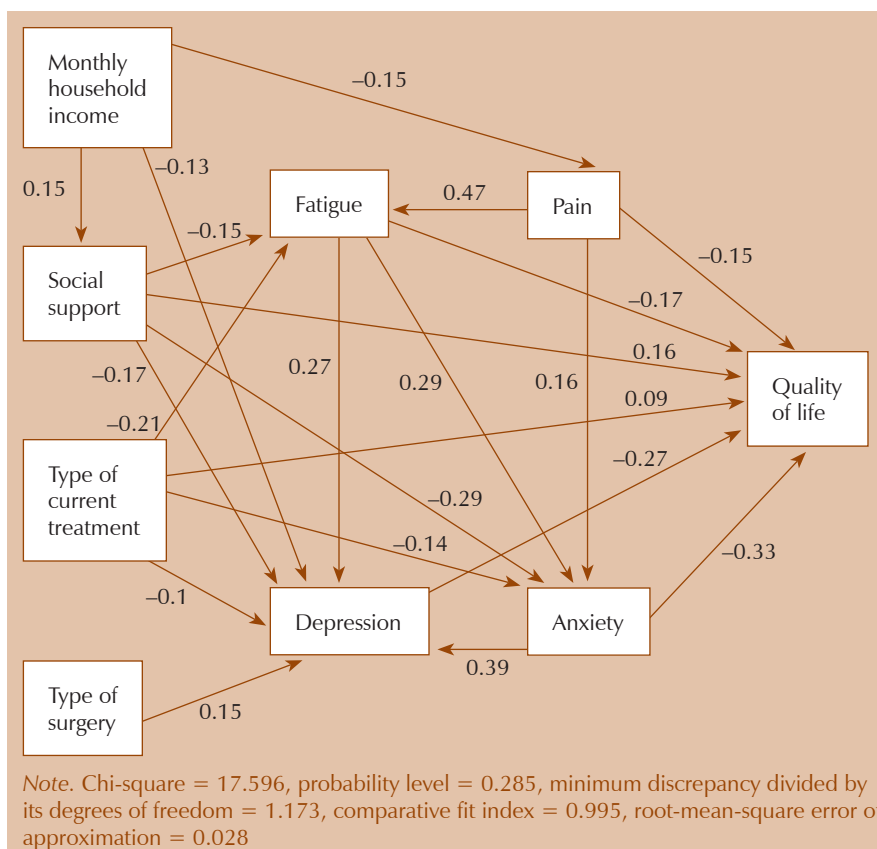 Monthly
household
income
–0.15
0.15
–0.13
Fatigue
0.47
Pain
–0.15
–0.15
Social
support
–0.17
0.16
–0.17
0.27
0.29
0.16
0.09
Quality
of life
–0.21
Type of
current
treatment
–0.27
–0.29
–0.14
–0.33
–0.1
Depression
Anxiety
0.39
Type of
surgery
0.15
Note. Chi-square = 17.596, probability level = 0.285, minimum discrepancy divided by
its degrees of freedom = 1.173, comparative fit index = 0.995, root-mean-square error
approximation = 0.028